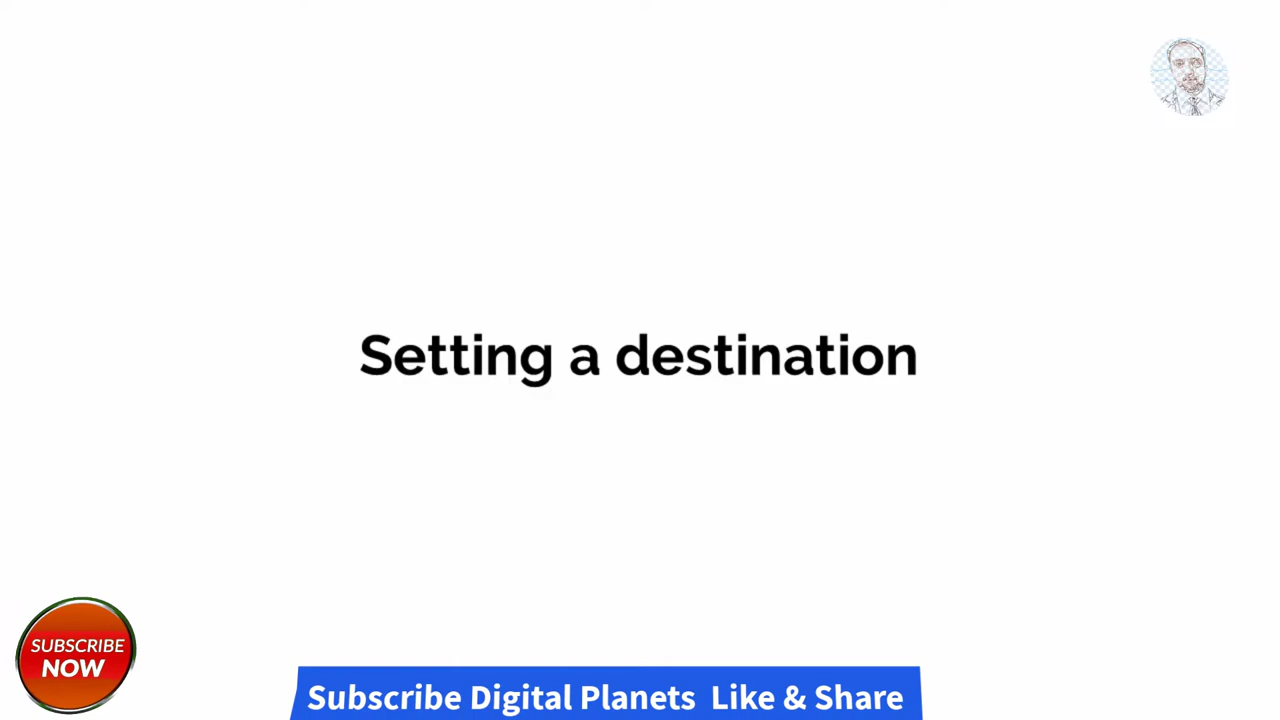 Setting a destination
SUBSCRIBE
NOW
Subscribe Digital Planets Like & Share